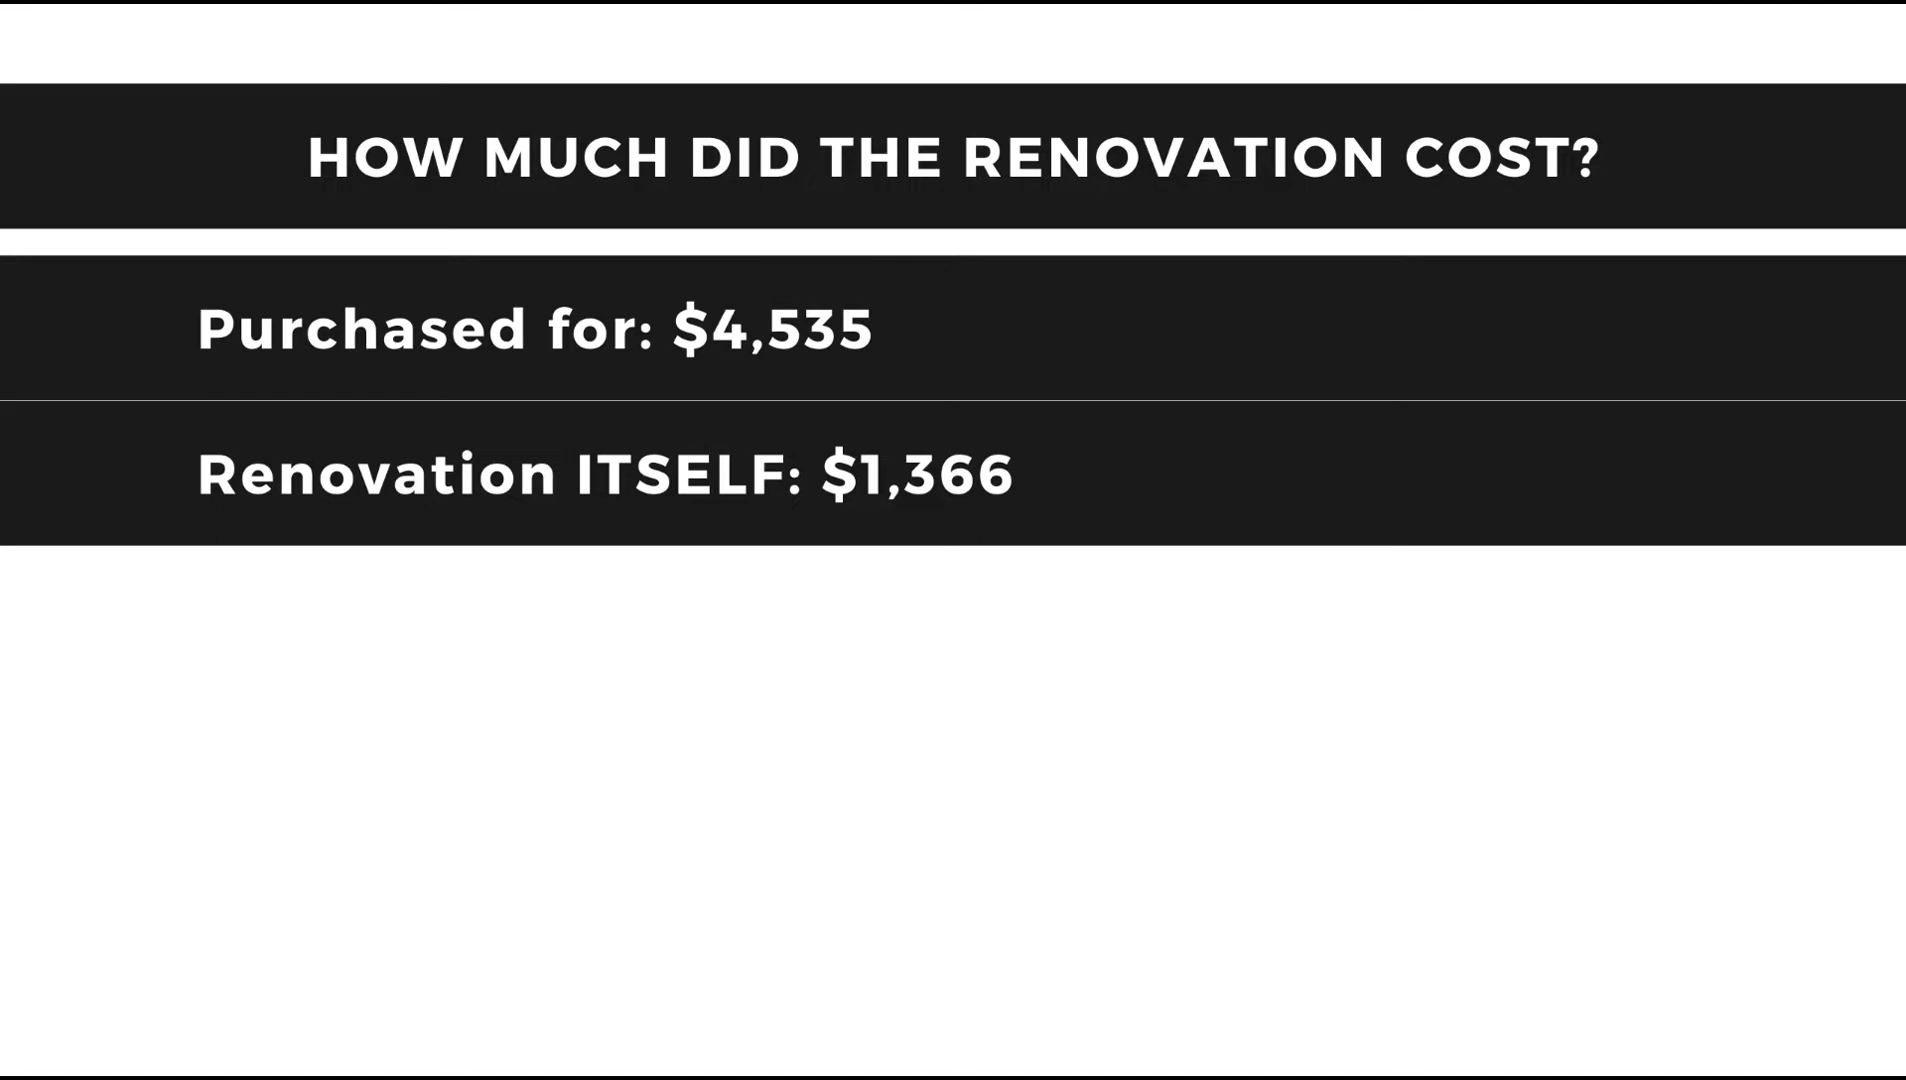 HOW MUCH DID THE RENOVATION COST?
Purchased for: $4,535
Renovation ITSELF: $1,366